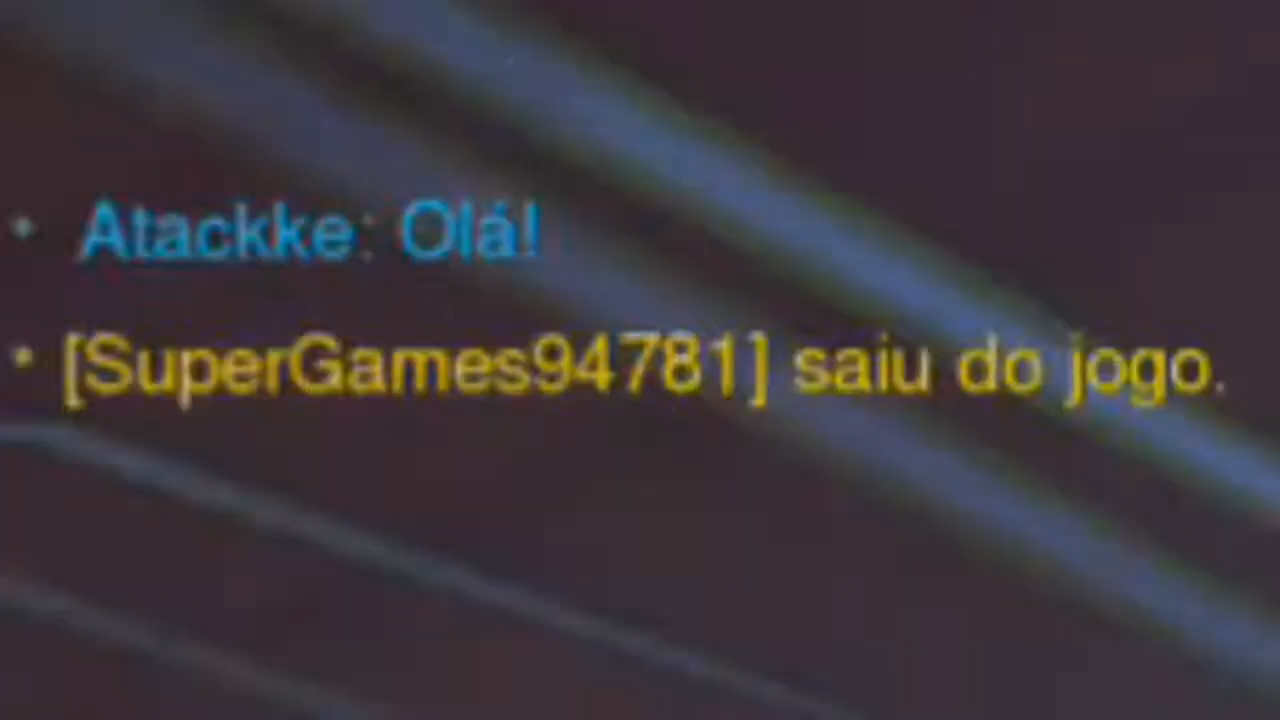 • Atackke: Olá!
• [SuperGames94781] saiu do jogo.